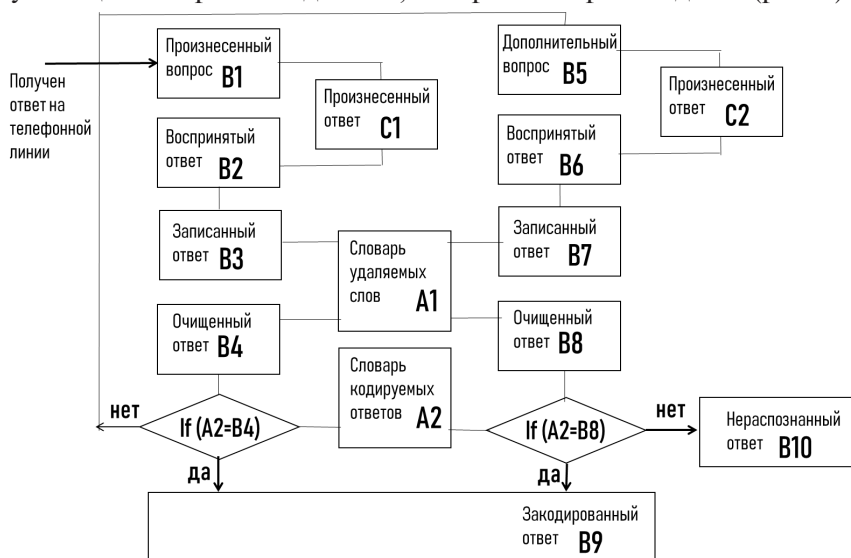 Произнесенный
вопрос B1
Получен
ответ на
телефонной
линии
Произнесенный
ответ C1
Воспринятый
ответ B2
Записанный
ответ B3
Словарь
удаляемых
слов A1
Очищенный
ответ B4
Словарь
кодируемых
ответов A2
нет
If (A2=B4)
да
Дополнительный
вопрос B5
Произнесенный
ответ C2
Воспринятый
ответ B6
Записанный
ответ B7
Очищенный
ответ B8
If (A2=B8)
нет
да
Нераспознанный
ответ B10
Закодированный
ответ B9